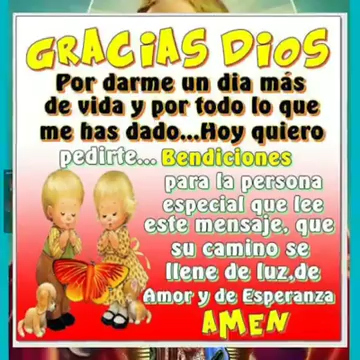 GRACIAS DIOS
Por darme un dia más
de vida y por todo lo que
me has dado...Hoy quiero
pedirte... Bendiciones
para la persona
especial que lee
este mensaje, que
su camino se
llene de luz,de
Amor y de Esperanza
AMEN